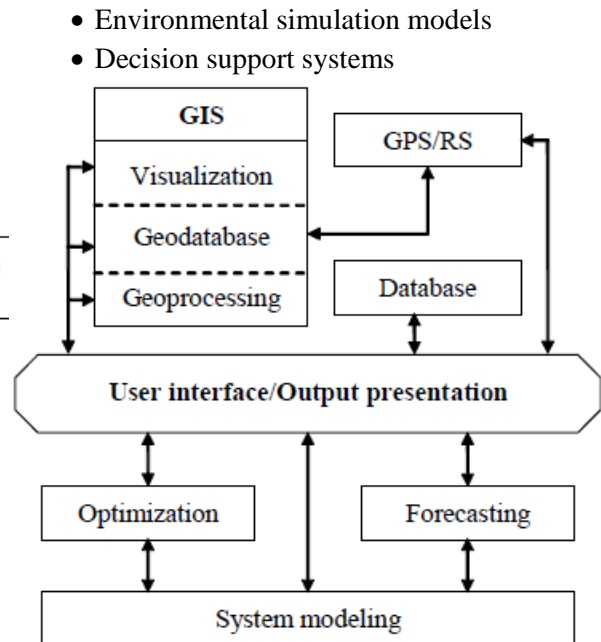 • Environmental simulation models
• Decision support systems
GIS
Visualization
Geodatabase
Geoprocessing
GPS/RS
Database
User interface/Output presentation
Optimization
Forecasting
System modeling